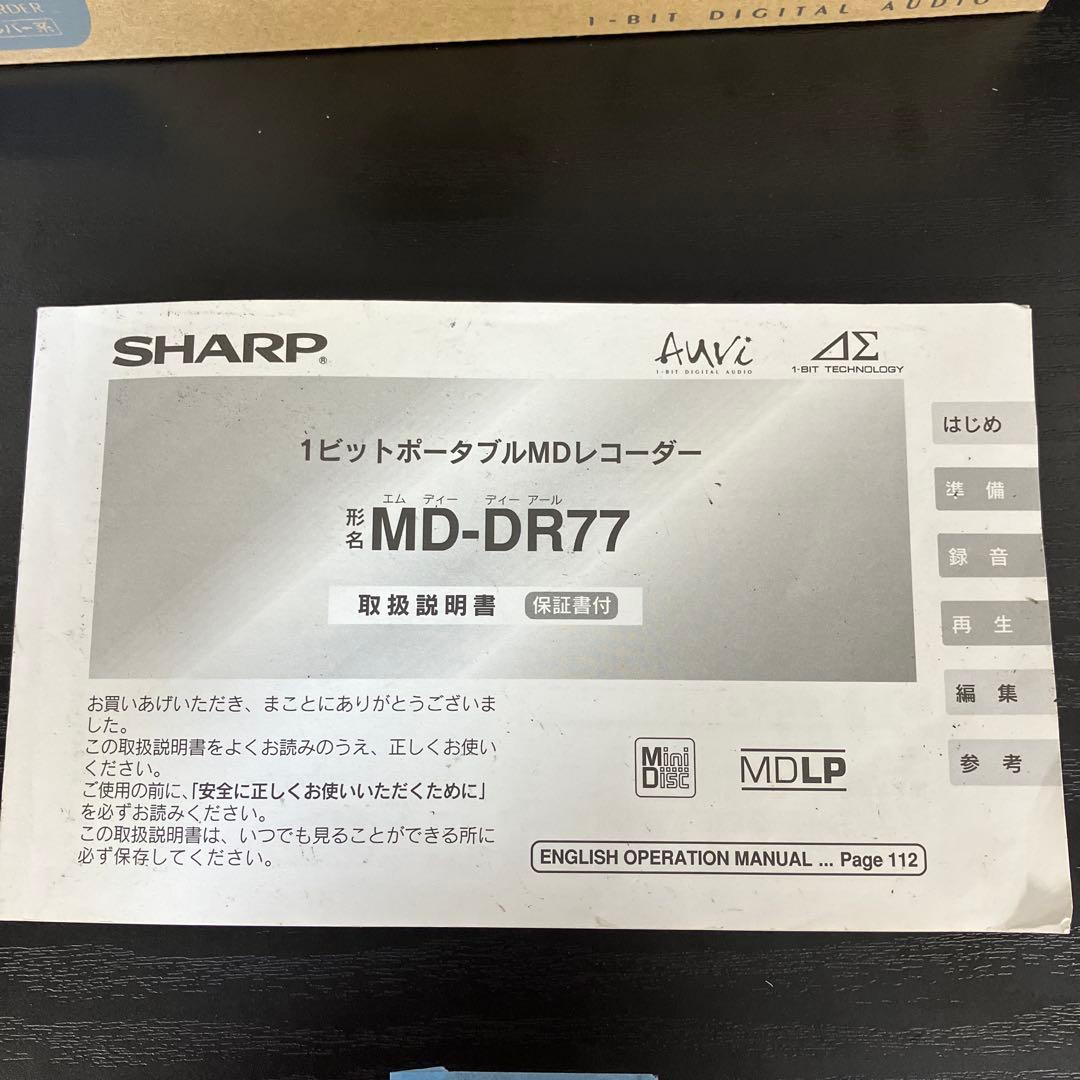 RDER
1-BIT DIGITAL AUDIO
SHARP®
Auvi
1-BIT DIGITAL AUDIO
ΔΣ
1-BIT TECHNOLOGY
1ビットポータブルMDレコーダー
エム ディー ディー アール
形名 MD-DR77
取扱説明書 保証書付
はじめ
準備
録音
再生
編集
参考
お買いあげいただき、まことにありがとうございま
した。
この取扱説明書をよくお読みのうえ、正しくお使い
ください。
ご使用の前に、「安全に正しくお使いいただくために」
を必ずお読みください。
この取扱説明書は、いつでも見ることができる所に
必ず保存してください。
Mini
Disc
MDLP
ENGLISH OPERATION MANUAL ... Page 112